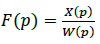 F(p) = X(p)/W(p)